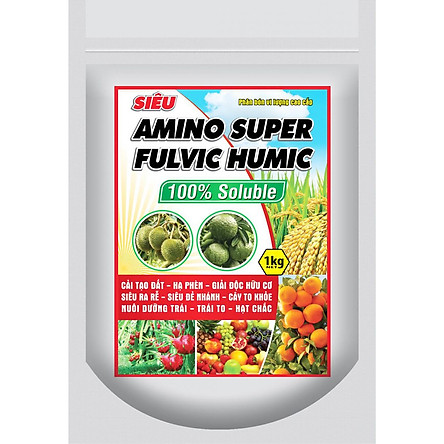 SIÊU
Phân bón vi lượng cao cấp
AMINO SUPER
FULVIC HUMIC
100% Soluble
1kg
CẢI TẠO ĐẤT – HẠ PHÈN – GIẢI ĐỘC HỮU CƠ
SIÊU RA RỄ – SIÊU ĐẺ NHÁNH – CÂY TO KHỎE
NUÔI DƯỠNG TRÁI – TRÁI TO – HẠT CHẮC